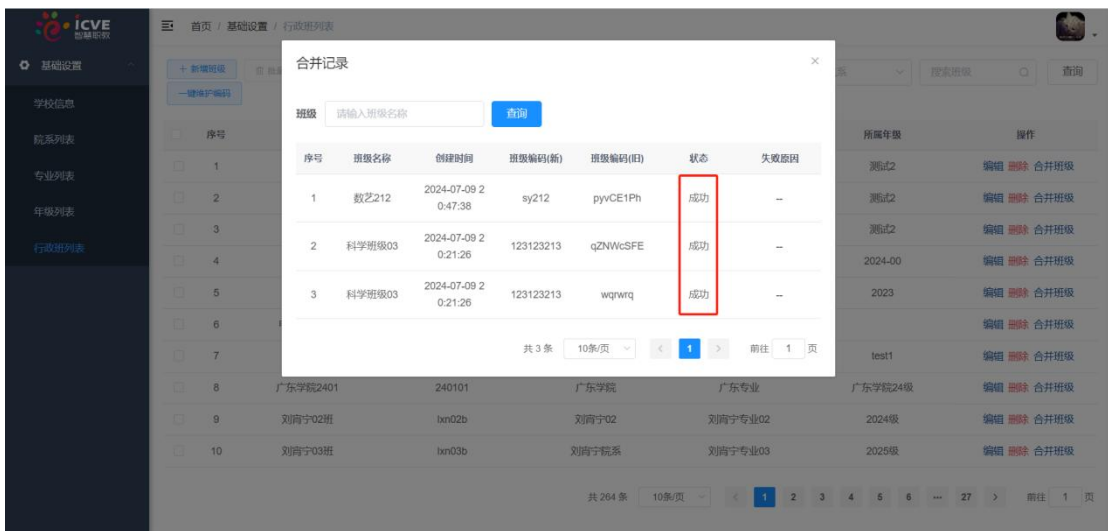 ICVE
智慧职教
首页 / 基础设置 / 行政班列表
基础设置
学校信息
院系列表
专业列表
年级列表
行政班列表
+ 新增班级
一键维护编码
搜索班级
查询
序号
所属年级
操作
1
测试2
编辑 删除 合并班级
2
测试2
编辑 删除 合并班级
3
测试2
编辑 删除 合并班级
4
2024-00
编辑 删除 合并班级
5
2023
编辑 删除 合并班级
6
编辑 删除 合并班级
7
test1
编辑 删除 合并班级
8 广东学院2401 240101 广东学院 广东专业 广东学院24级 编辑 删除 合并班级
9 刘宵宁02班 lxn02b 刘宵宁02 刘宵宁专业02 2024级 编辑 删除 合并班级
10 刘宵宁03班 lxn03b 刘宵宁院系 刘宵宁专业03 2025级 编辑 删除 合并班级
共 264 条 10条/页 < 1 2 3 4 5 6 ··· 27 > 前往 1 页
合并记录 ×
班级 请输入班级名称 查询
序号 班级名称 创建时间 班级编码(新) 班级编码(旧) 状态 失败原因
1 数艺212 2024-07-09 2
0:47:38 sy212 pyvCE1Ph 成功 --
2 科学班级03 2024-07-09 2
0:21:26 123123213 qZNWcSFE 成功 --
3 科学班级03 2024-07-09 2
0:21:26 123123213 wqrwrq 成功 --
共 3 条 10条/页 < 1 > 前往 1 页